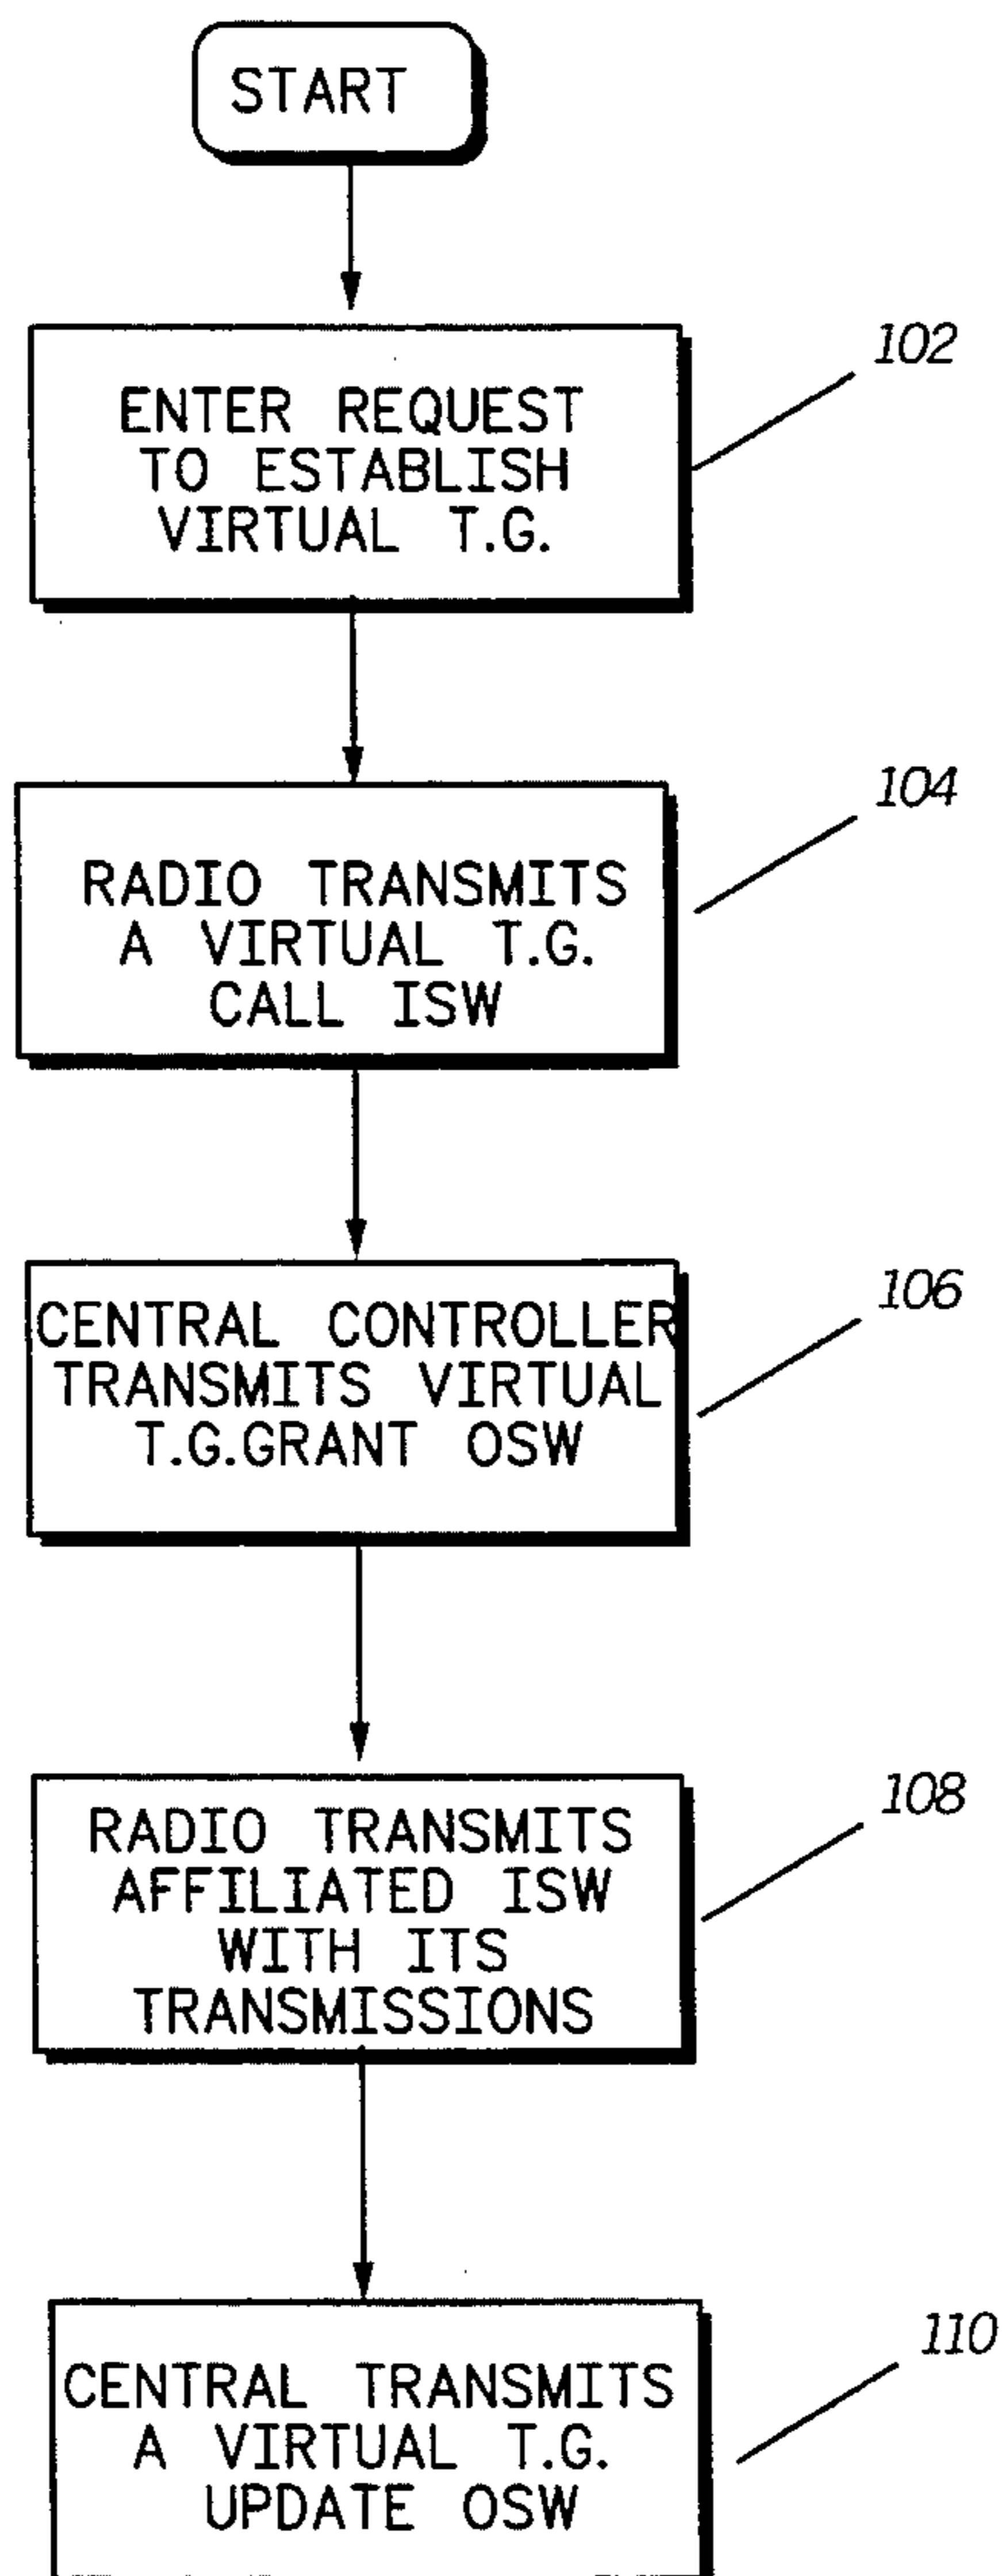 START
102
ENTER REQUEST
TO ESTABLISH
VIRTUAL T.G.
104
RADIO TRANSMITS
A VIRTUAL T.G.
CALL ISW
106
CENTRAL CONTROLLER
TRANSMITS VIRTUAL
T.G.GRANT OSW
108
RADIO TRANSMITS
AFFILIATED ISW
WITH ITS
TRANSMISSIONS
110
CENTRAL TRANSMITS
A VIRTUAL T.G.
UPDATE OSW